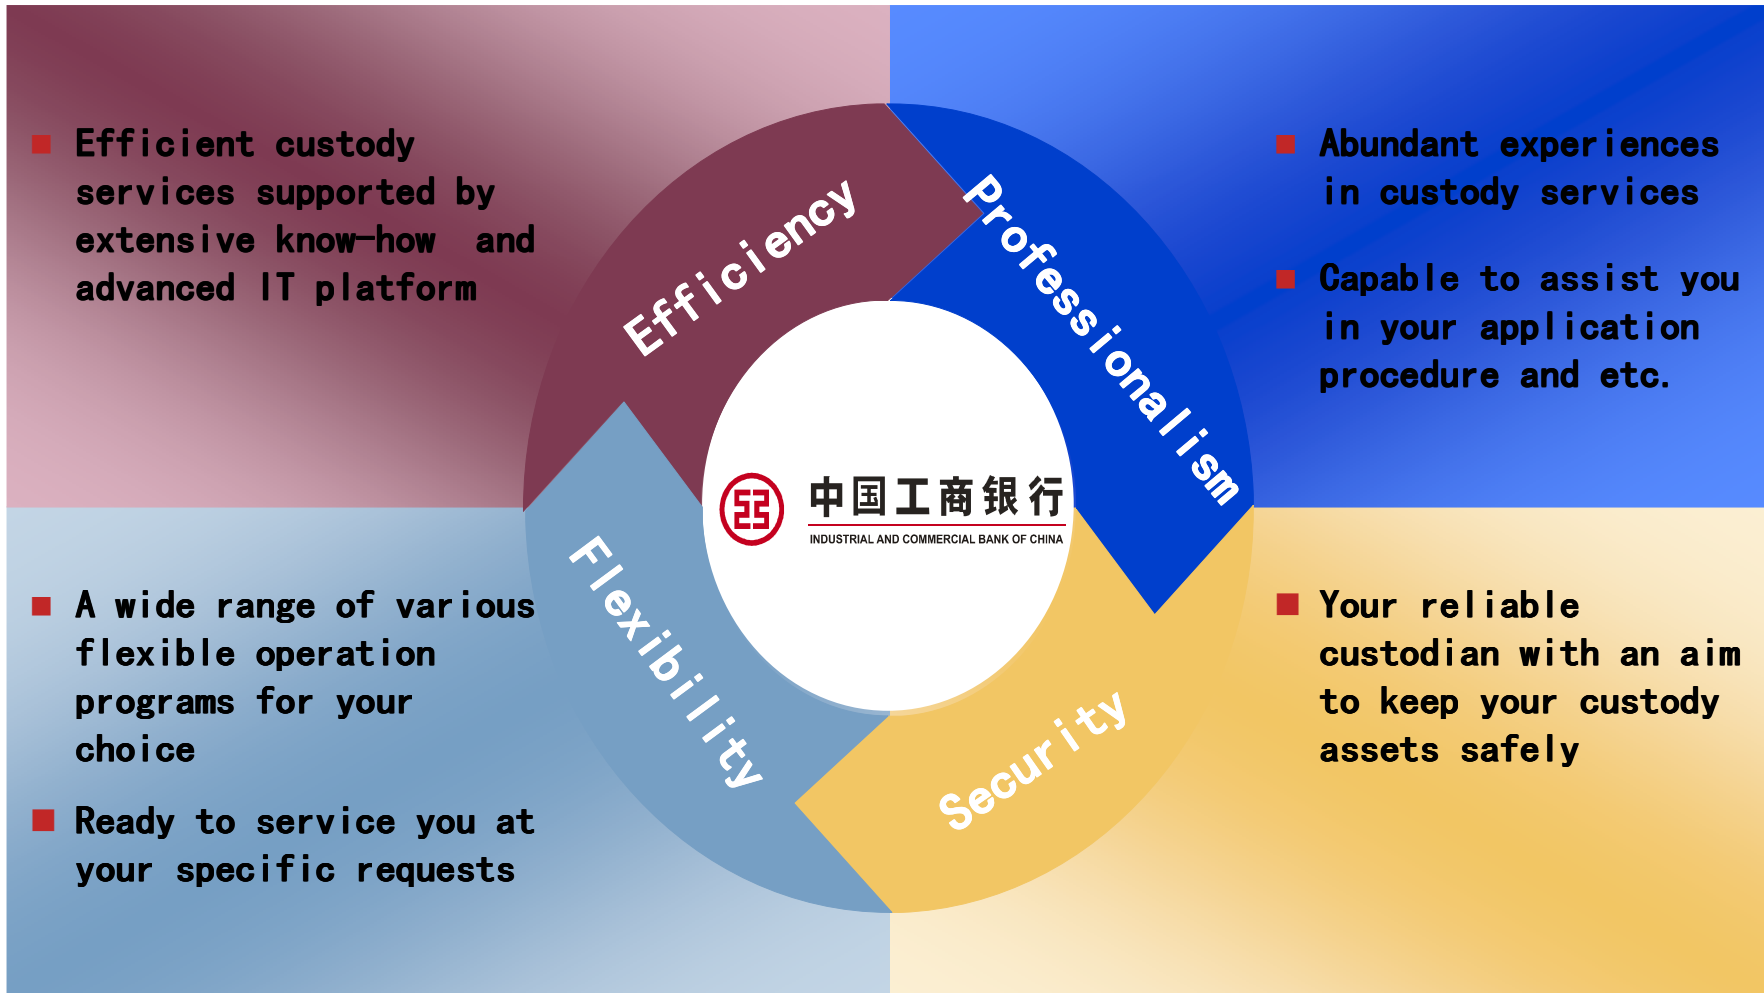 Efficient custody
services supported by
extensive know-how  and
advanced IT platform
Efficiency
Professionalism
Abundant experiences
in custody services
Capable to assist you
in your application
procedure and etc.
中国工商银行
INDUSTRIAL AND COMMERCIAL BANK OF CHINA
A wide range of various
flexible operation
programs for your
choice
Ready to service you at
your specific requests
Flexibility
Security
Your reliable
custodian with an aim
to keep your custody
assets safely